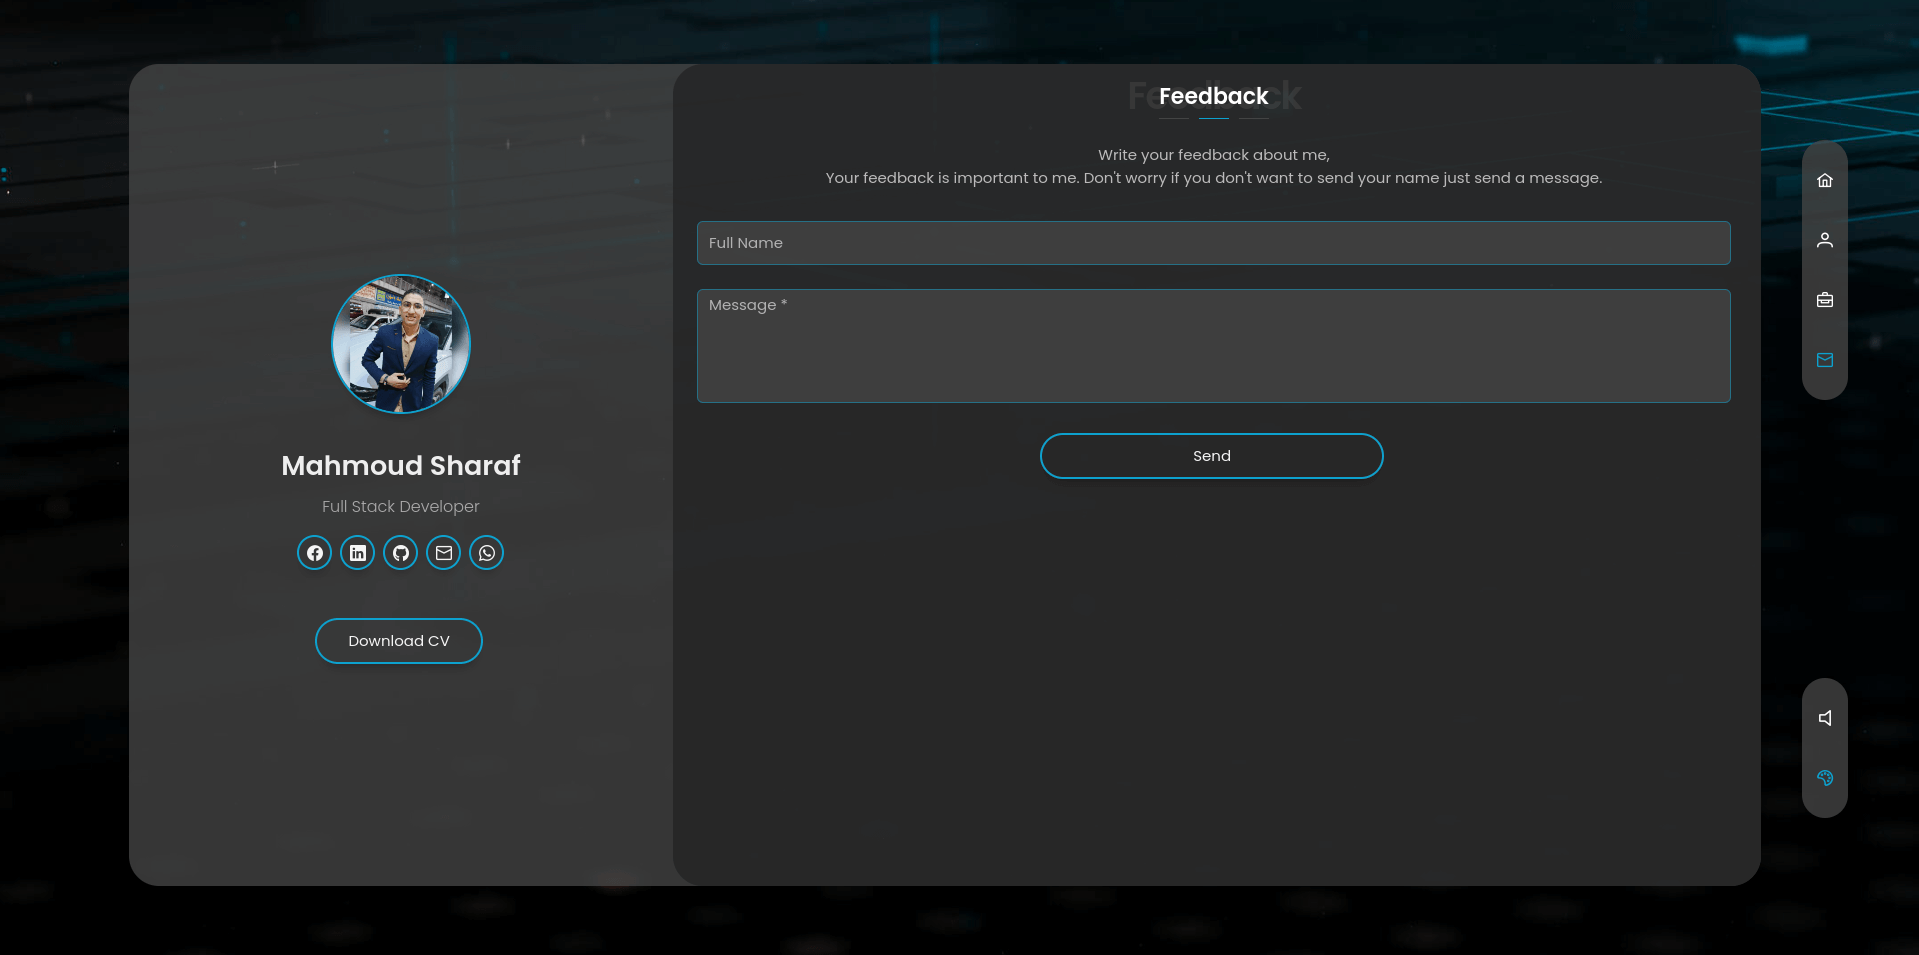 Mahmoud Sharaf
Full Stack Developer
Download CV
Feedback
Feedback
Write your feedback about me,
Your feedback is important to me. Don't worry if you don't want to send your name just send a message.
Full Name
Message *
Send